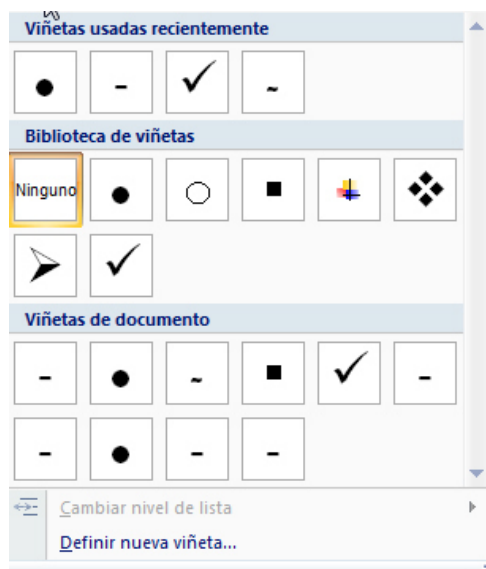 Viñetas usadas recientemente
Biblioteca de viñetas
Ninguno
Viñetas de documento
Cambiar nivel de lista
Definir nueva viñeta...